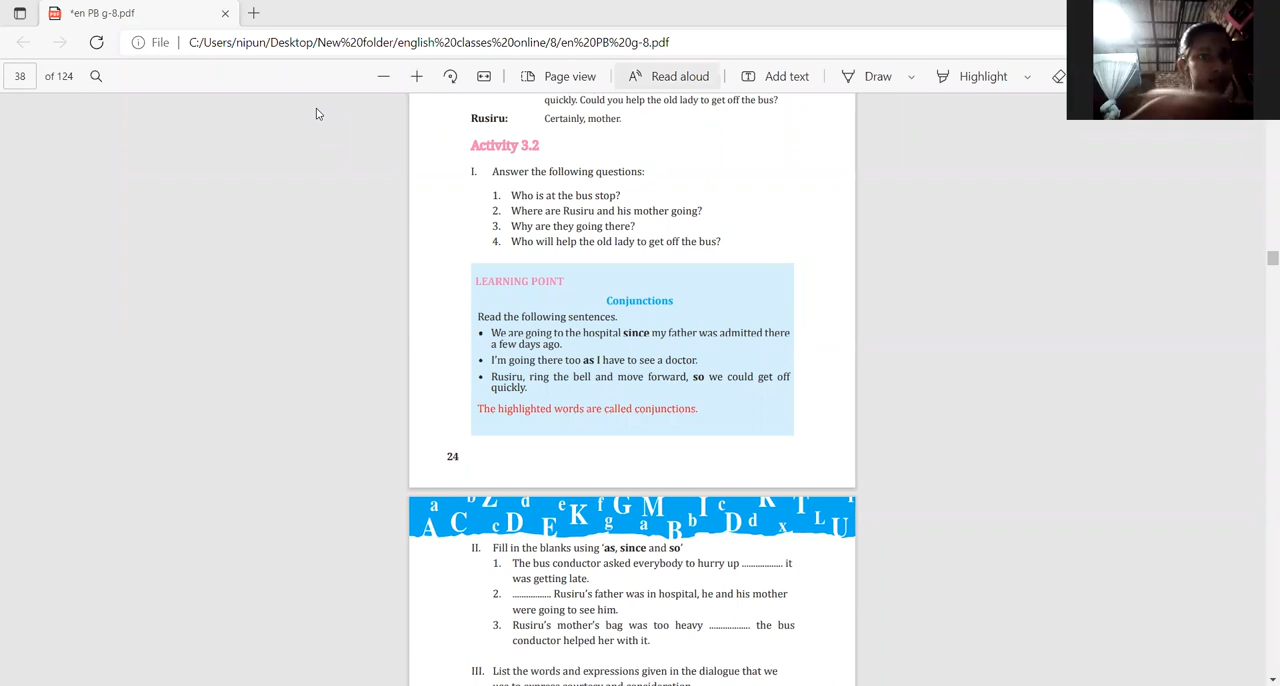 *en PB g-8.pdf
File C:/Users/nipun/Desktop/New%20folder/english%20classes%20online/8/en%20PB%20g-8.pdf
38 of 124 Page view Read aloud Add text Draw Highlight
quickly. Could you help the old lady to get off the bus?
Rusiru: Certainly, mother.
Activity 3.2
I. Answer the following questions:
1. Who is at the bus stop?
2. Where are Rusiru and his mother going?
3. Why are they going there?
4. Who will help the old lady to get off the bus?
LEARNING POINT
Conjunctions
Read the following sentences.
• We are going to the hospital since my father was admitted there
a few days ago.
• I'm going there too as I have to see a doctor.
• Rusiru, ring the bell and move forward, so we could get off
quickly.
The highlighted words are called conjunctions.
24
a b Z d e K f g G M a B b I c D d K x T L U
A C c D E
II. Fill in the blanks using 'as, since and so'
1. The bus conductor asked everybody to hurry up .................. it
was getting late.
2. ................. Rusiru's father was in hospital, he and his mother
were going to see him.
3. Rusiru's mother's bag was too heavy .................. the bus
conductor helped her with it.
III. List the words and expressions given in the dialogue that we
use to express courtesy and consideration.